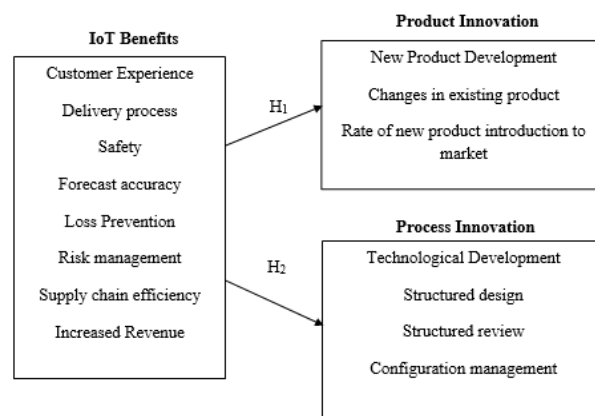 IoT Benefits
Customer Experience
Delivery process
Safety
Forecast accuracy
Loss Prevention
Risk management
Supply chain efficiency
Increased Revenue
H1
H2
Product Innovation
New Product Development
Changes in existing product
Rate of new product introduction to
market
Process Innovation
Technological Development
Structured design
Structured review
Configuration management